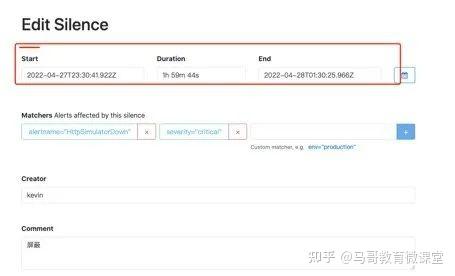 Edit Silence
Start Duration End
2022-04-27T23:30:41.922Z 1h 59m 44s 2022-04-28T01:30:25.966Z
Matchers Alerts affected by this silence
alertname="HttpSimulatorDown" × severity="critical" × +
Custom matcher, e.g. env="production"
Creator
kevin
Comment
屏蔽
知乎 @马哥教育微课堂